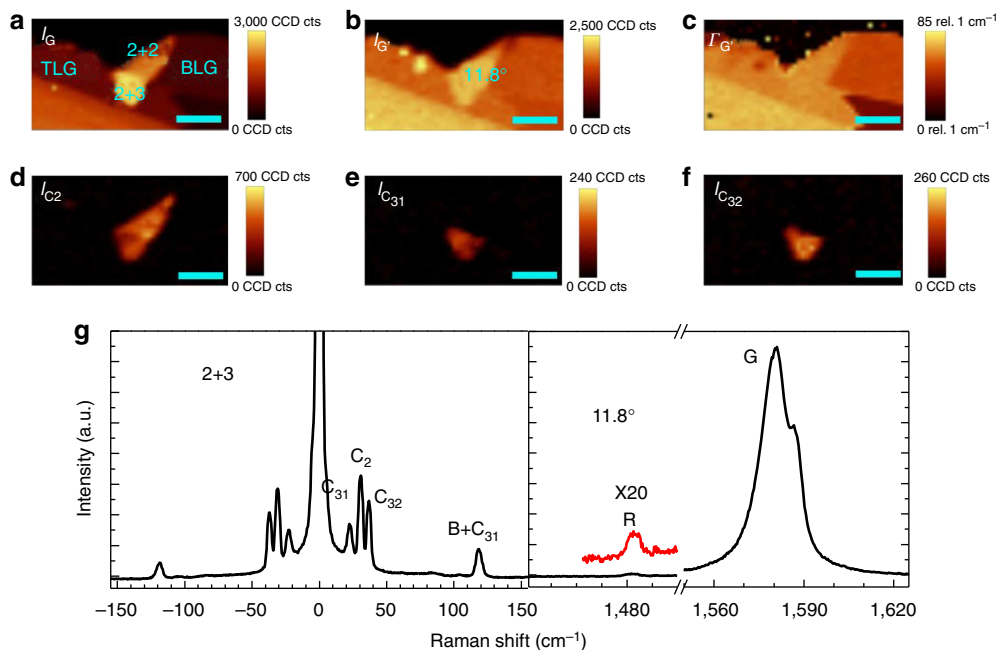 a
I_G
2+2
TLG
BLG
2+3
3,000 CCD cts
0 CCD cts
b
I_G'
11.8°
2,500 CCD cts
0 CCD cts
c
Γ_G'
85 rel. 1 cm⁻¹
0 rel. 1 cm⁻¹
d
I_C2
700 CCD cts
0 CCD cts
e
I_C31
240 CCD cts
0 CCD cts
f
I_C32
260 CCD cts
0 CCD cts
g
2+3
11.8°
G
C₂
C₃₁
C₃₂
B+C₃₁
X20
R
Intensity (a.u.)
−150 −100 −50 0 50 100 150 1,480 1,560 1,590 1,620
Raman shift (cm⁻¹)